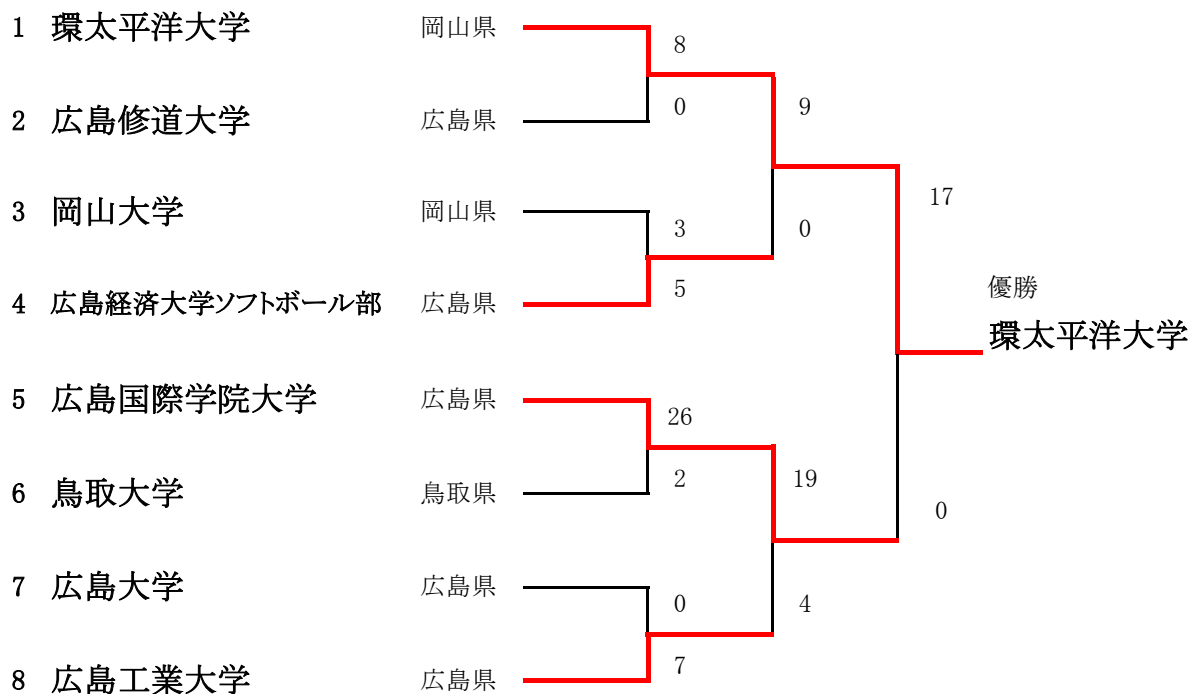 1 環太平洋大学 岡山県
8
0
9
2 広島修道大学 広島県
17
3 岡山大学 岡山県
3
0
5
4 広島経済大学ソフトボール部 広島県
優勝
環太平洋大学
5 広島国際学院大学 広島県
26
2
19
6 鳥取大学 鳥取県
0
7 広島大学 広島県
0
4
7
8 広島工業大学 広島県